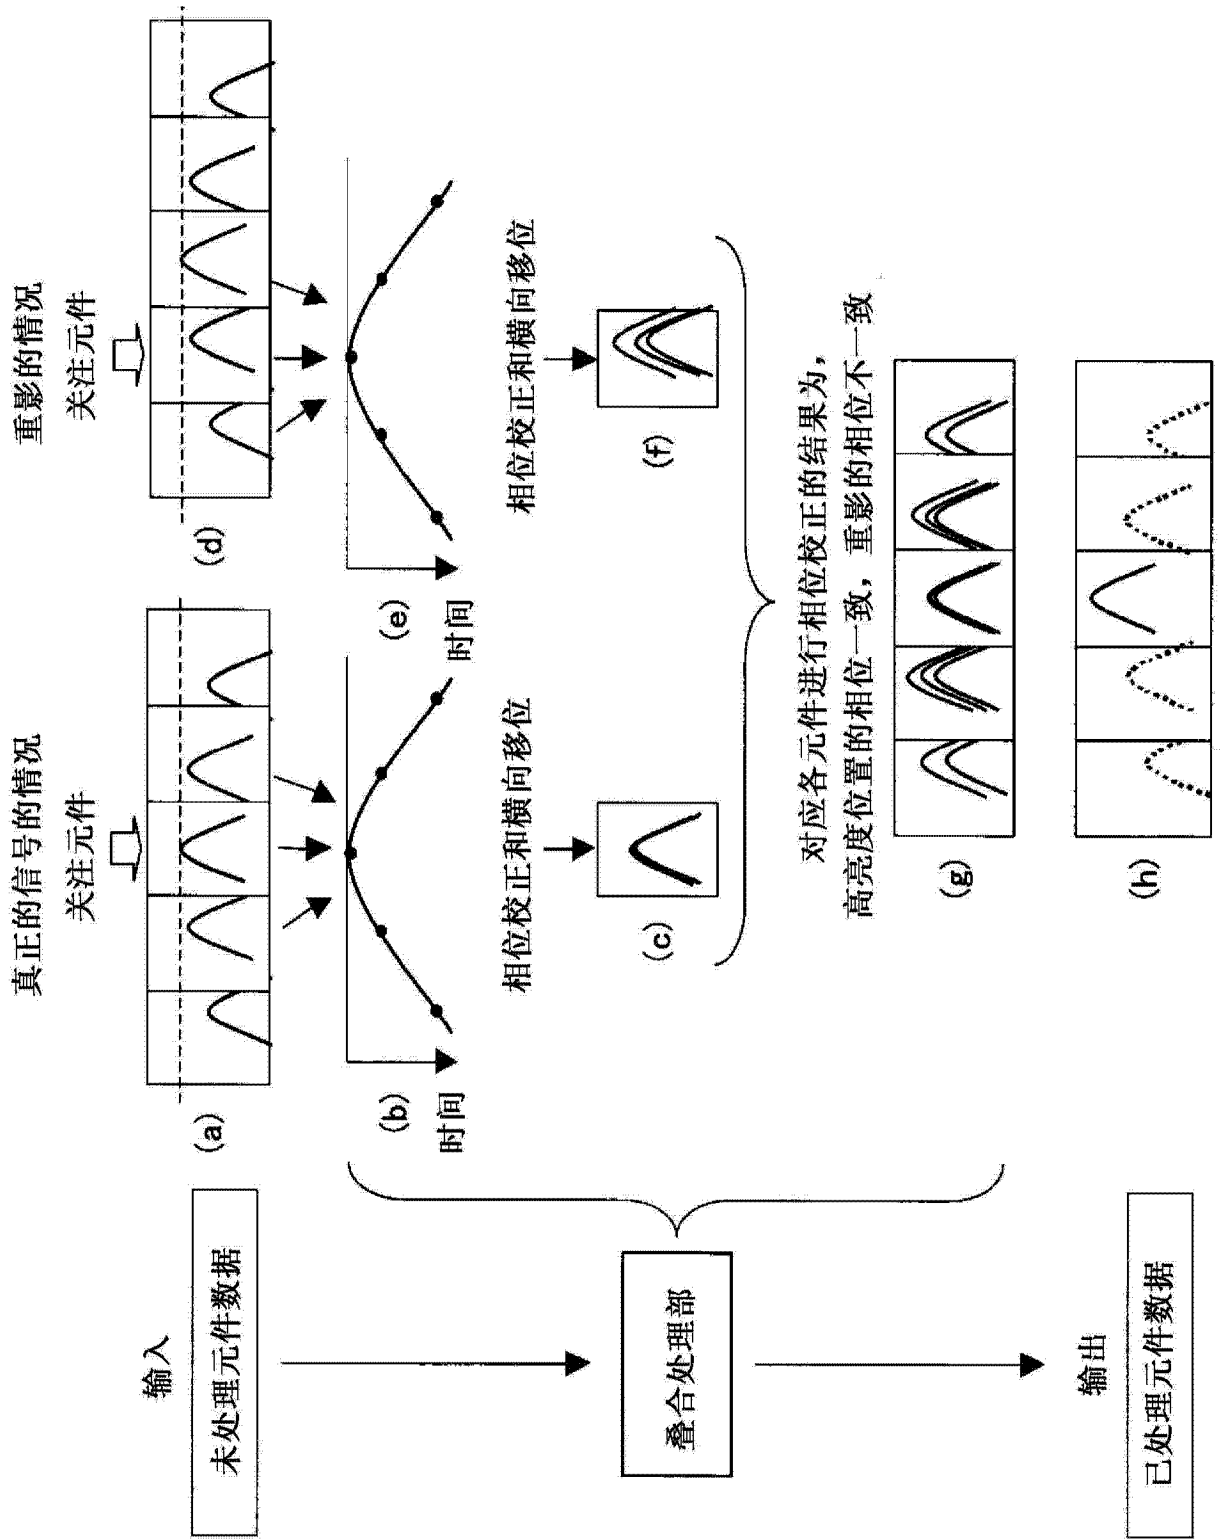 输入
未处理元件数据
叠合处理部
输出
已处理元件数据
真正的信号的情况
关注元件
(a)
(b)
时间
相位校正和横向移位
(c)
重影的情况
关注元件
(d)
(e)
时间
相位校正和横向移位
(f)
对应各元件进行相位校正的结果为,
高亮度位置的相位一致, 重影的相位不一致
(g)
(h)